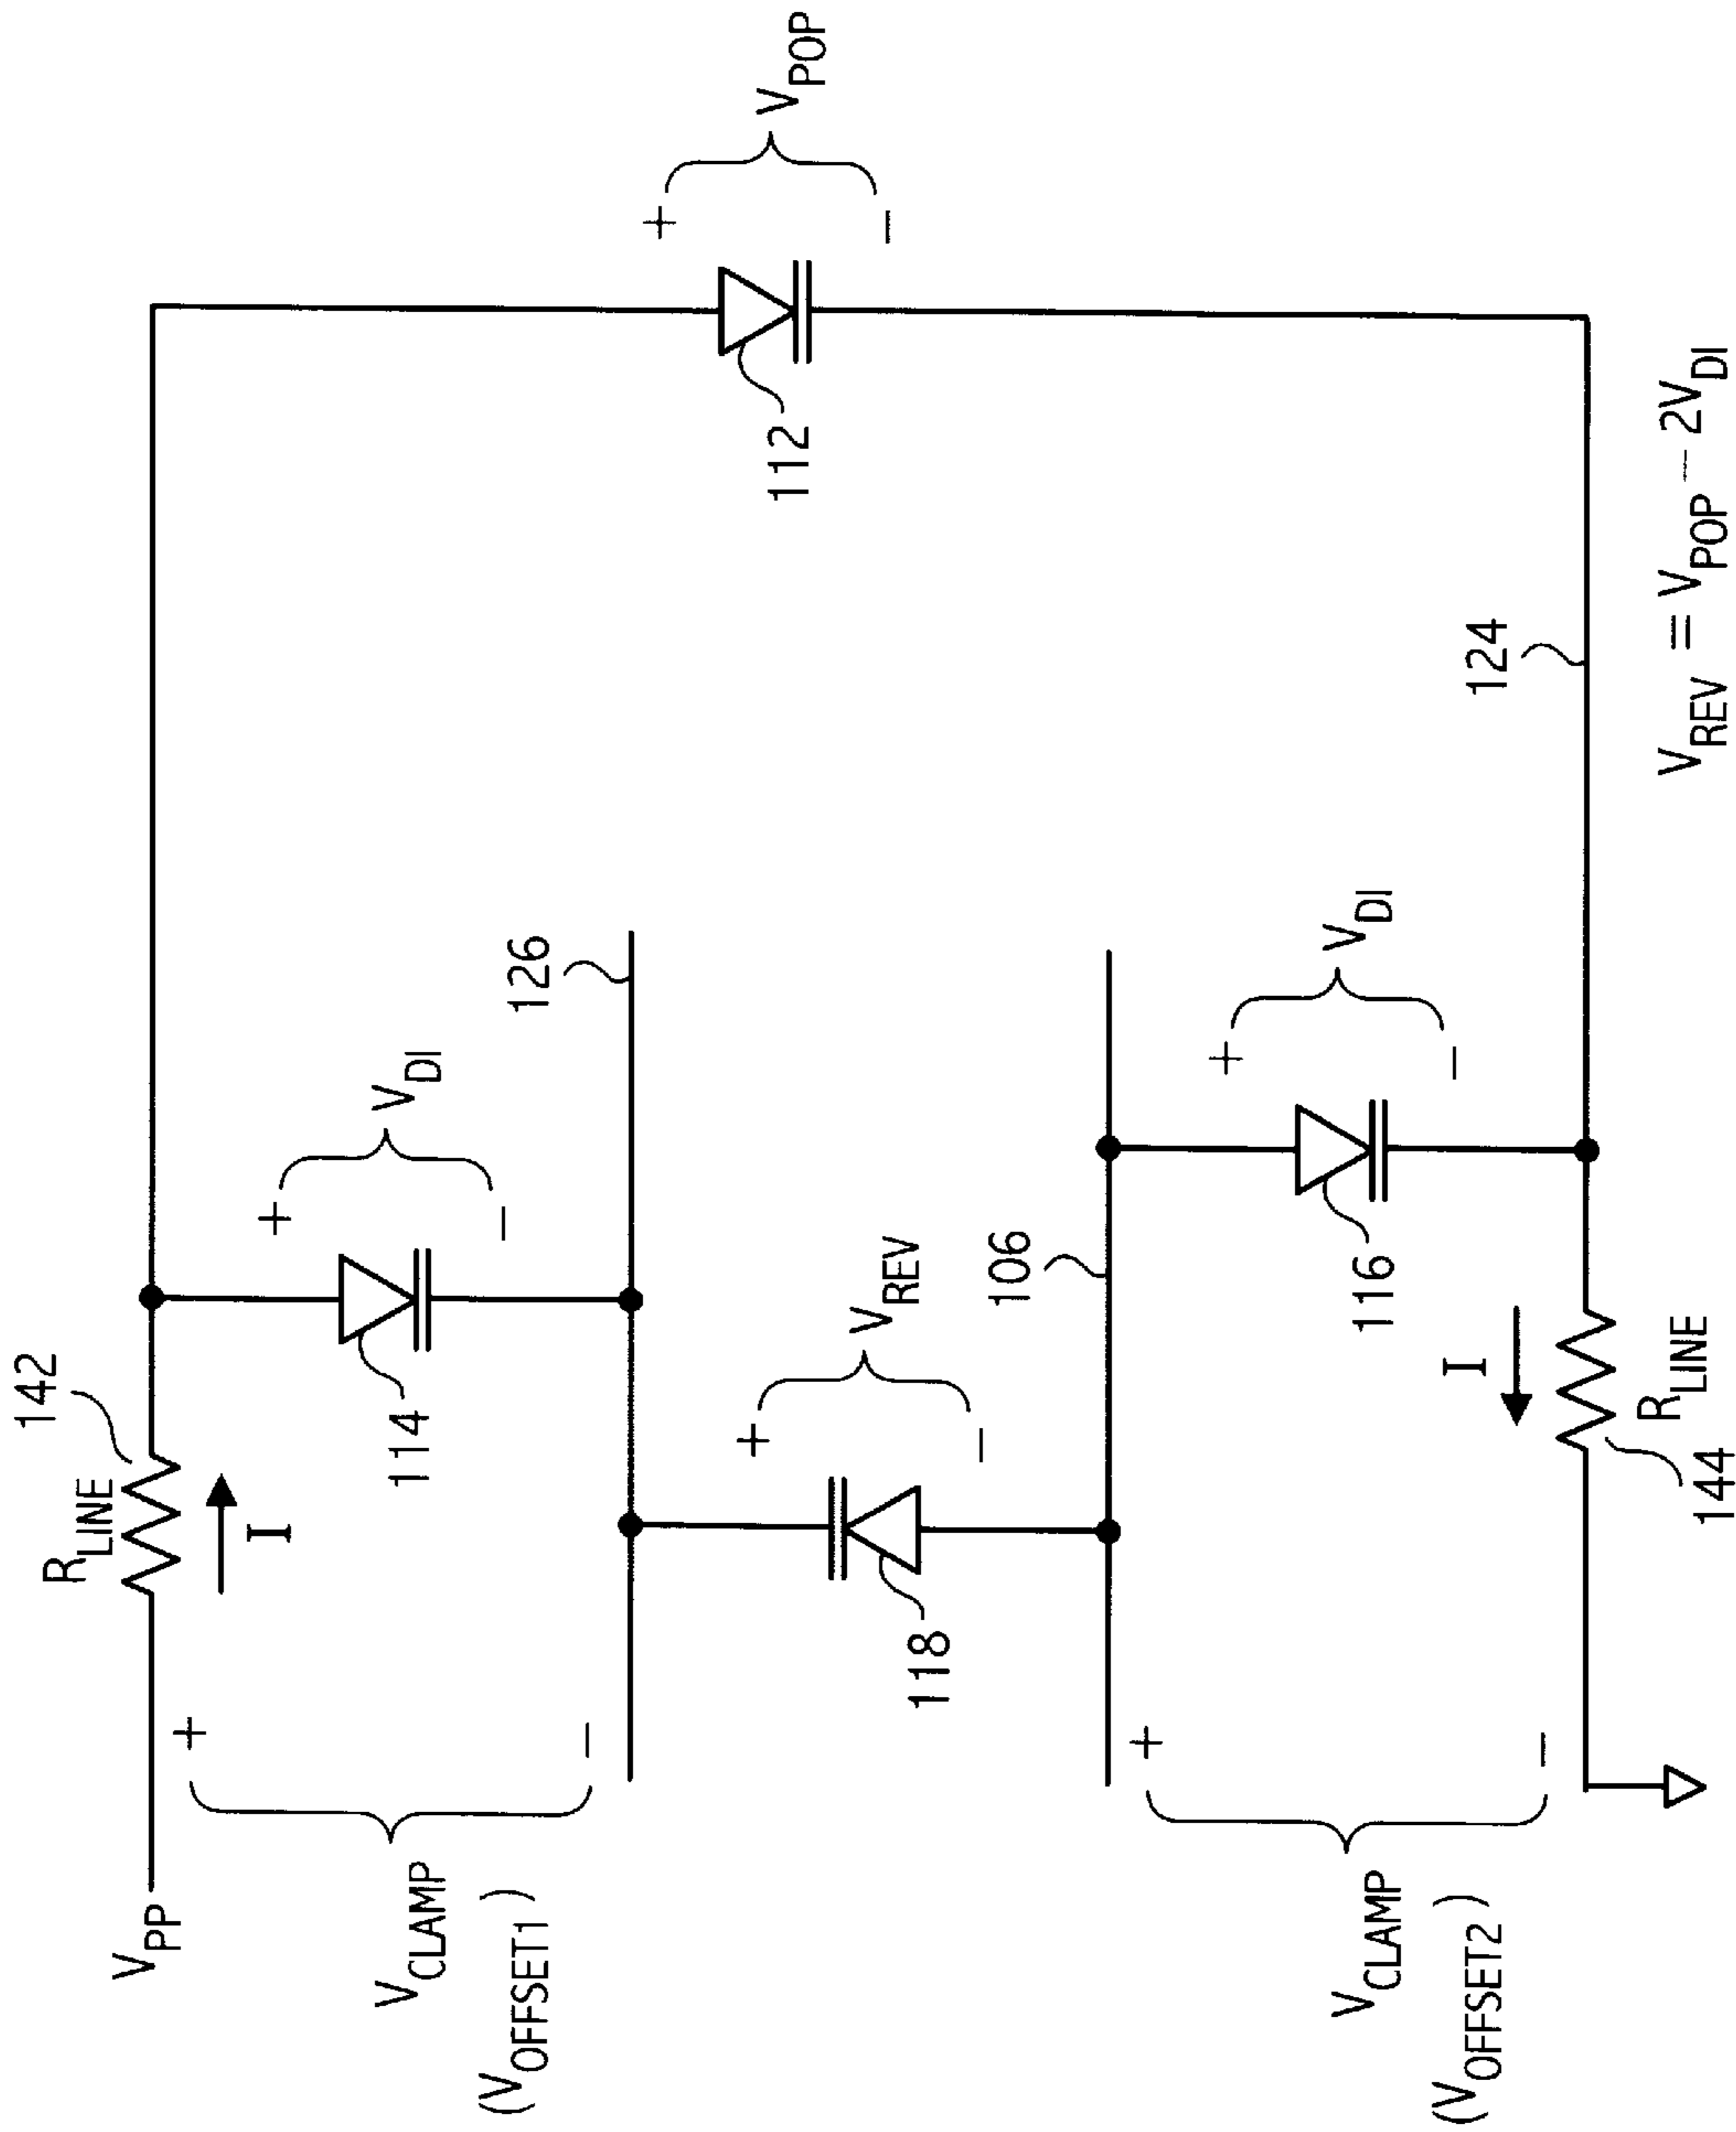 142
R_LINE
V_PP
I
+
+
V_CLAMP
(V_OFFSET1)
−
114
+
V_DI
−
126
118
+
V_REV
−
106
112
+
V_POP
−
+
V_CLAMP
(V_OFFSET2)
−
116
+
V_DI
−
I
144
R_LINE
124
V_REV = V_POP − 2V_DI